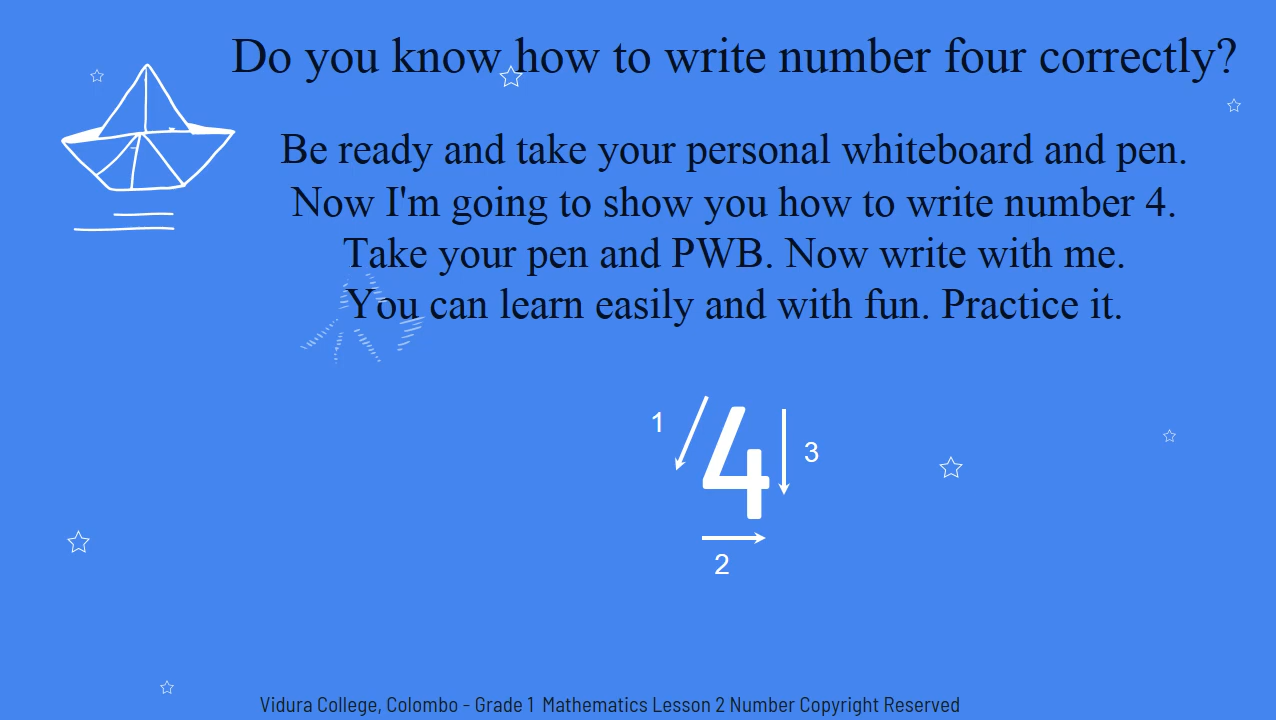 Do you know how to write number four correctly?
Be ready and take your personal whiteboard and pen.
Now I'm going to show you how to write number 4.
Take your pen and PWB. Now write with me.
You can learn easily and with fun. Practice it.
1
4
3
2
Vidura College, Colombo - Grade 1 Mathematics Lesson 2 Number Copyright Reserved